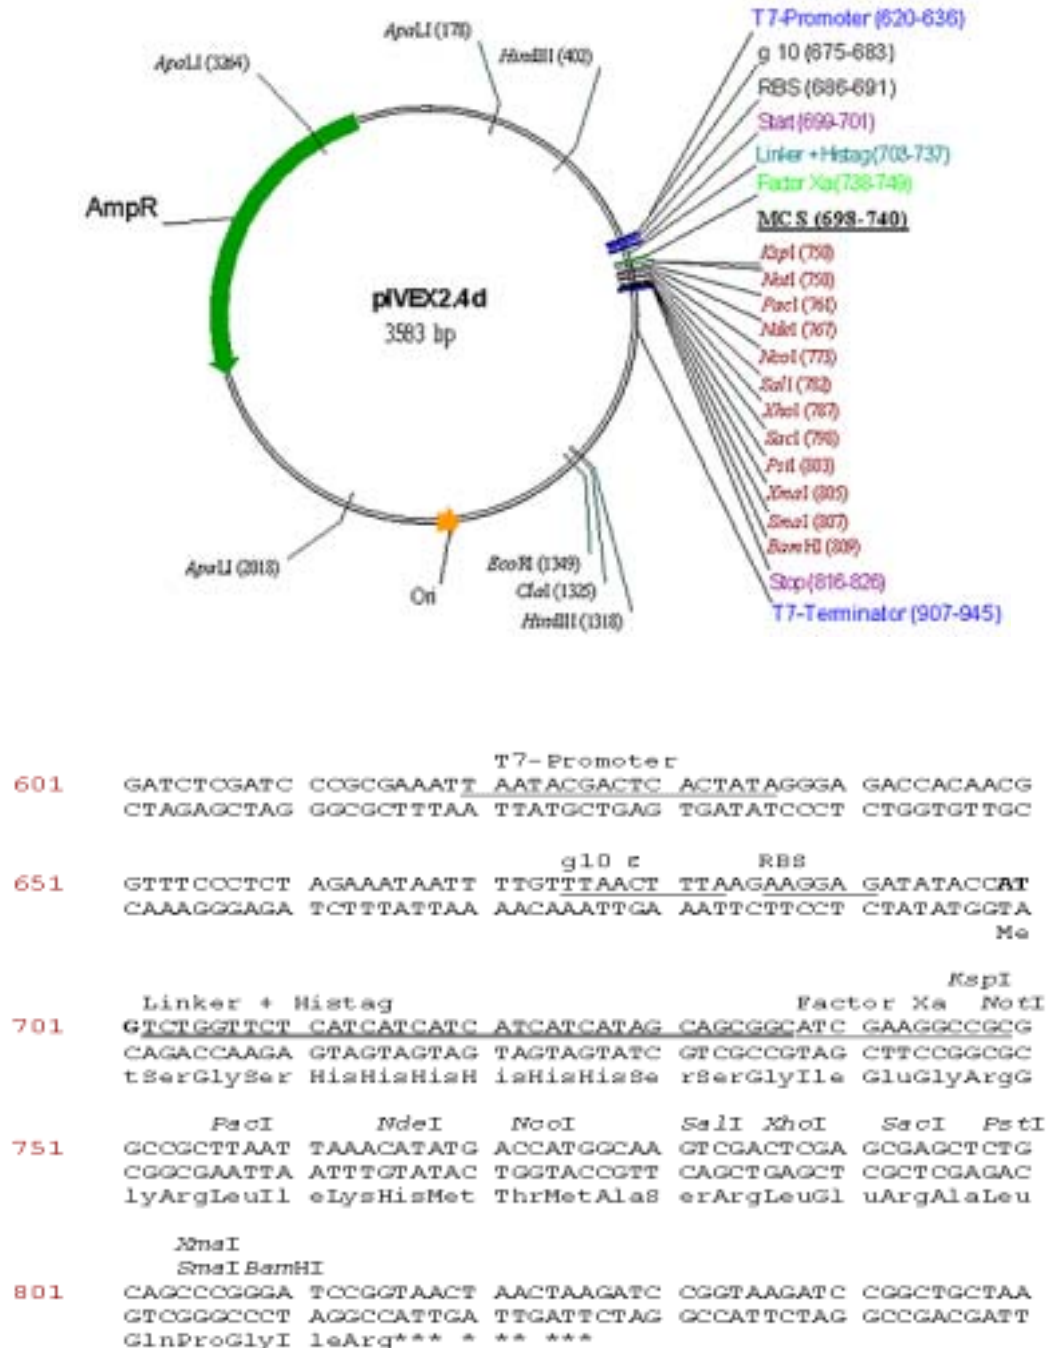 T7-Promoter (620-636)
g 10 (675-683)
RBS (686-691)
Start (699-701)
Linker + Histag (703-737)
Factor Xa (738-749)
MCS (698-740)
KspI (750)
NotI (750)
PacI (761)
NdeI (767)
NcoI (773)
SalI (782)
XhoI (787)
SacI (798)
PstI (803)
XmaI (805)
SmaI (807)
BamHI (809)
Stop (816-826)
T7-Terminator (907-945)
ApaLI (178)
HindIII (402)
ApaLI (3264)
AmpR
pIVEX2.4d
3583 bp
ApaLI (2018)
Ori
EcoRI (1349)
ClaI (1325)
HindIII (1318)
T7-Promoter
601 GATCTCGATC CCGCGAAATT AATACGACTC ACTATAGGGA GACCACAACG
CTAGAGCTAG GGCGCTTTAA TTATGCTGAG TGATATCCCT CTGGTGTTGC
g10 ε RBS
651 GTTTCCCTCT AGAAATAATT TTGTTTAACT TTAAGAAGGA GATATACCAT
CAAAGGGAGA TCTTTATTAA AACAAATTGA AATTCTTCCT CTATATGGTA
Me
KspI
Linker + Histag Factor Xa NotI
701 GTCTGGTTCT CATCATCATC ATCATCATAG CAGCGGCATC GAAGGCCGCG
CAGACCAAGA GTAGTAGTAG TAGTAGTATC GTCGCCGTAG CTTCCGGCGC
tSerGlySer HisHisHisH isHisHisSe rSerGlyIle GluGlyArgG
PacI NdeI NcoI SalI XhoI SacI PstI
751 GCCGCTTAAT TAAACATATG ACCATGGCAA GTCGACTCGA GCGAGCTCTG
CGGCGAATTA ATTTGTATAC TGGTACCGTT CAGCTGAGCT CGCTCGAGAC
lyArgLeuIl eLysHisMet ThrMetAlaS erArgLeuGl uArgAlaLeu
XmaI
SmaI BamHI
801 CAGCCCGGGA TCCGGTAACT AACTAAGATC CGGTAAGATC CGGCTGCTAA
GTCGGGCCCT AGGCCATTGA TTGATTCTAG GCCATTCTAG GCCGACGATT
GlnProGlyI leArg*** * ** ***